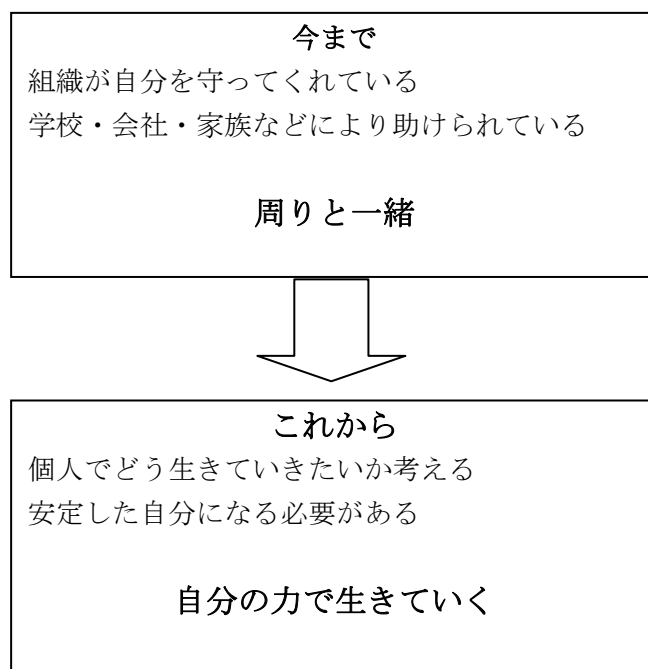 今まで
組織が自分を守ってくれている
学校・会社・家族などにより助けられている
周りと一緒
これから
個人でどう生きていきたいか考える
安定した自分になる必要がある
自分の力で生きていく